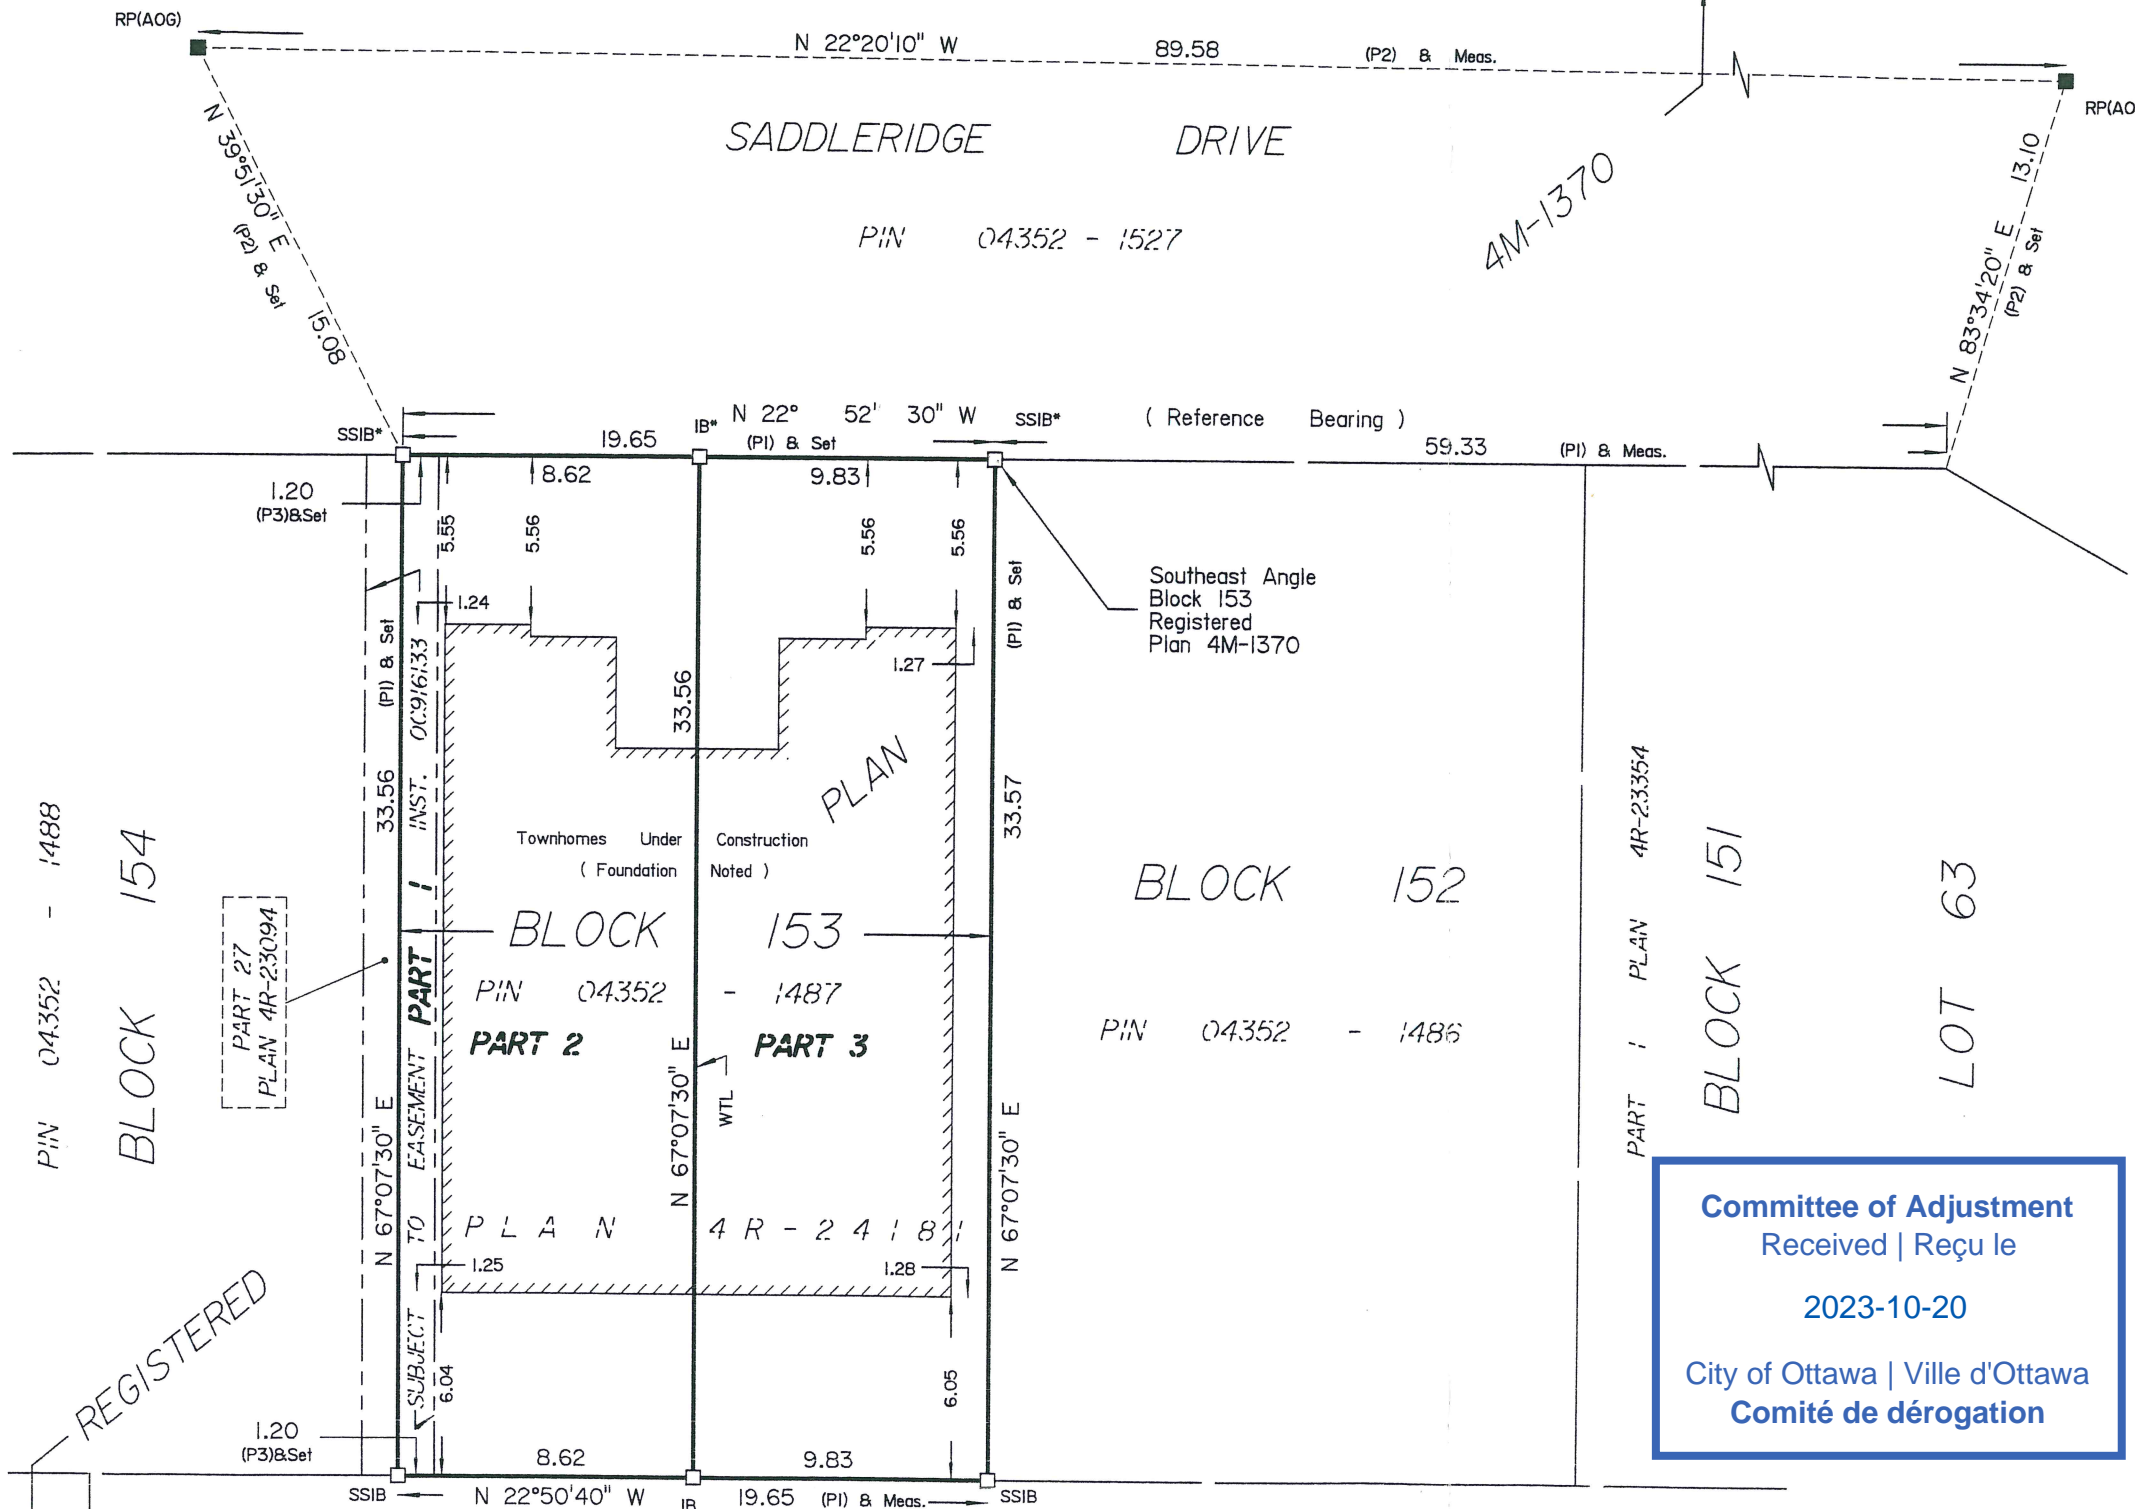 RP(AOG)
N 22°20'10" W 89.58 (P2) & Meas.
RP(AO
N 39°51'30" E 15.08
(P2) & Set
SADDLERIDGE DRIVE
PIN 04352 - 1527
4M-1370
N 83°34'20" E 13.10
(P2) & Set
SSIB*
IB*
N 22° 52' 30" W
SSIB*
( Reference Bearing )
19.65
(P1) & Set
59.33
(P1) & Meas.
8.62
9.83
1.20
(P3)&Set
5.55
5.56
5.56
5.56
1.24
1.27
Southeast Angle
Block 153
Registered
Plan 4M-1370
(P1) & Set
33.56
N 67°07'30" E
SUBJECT TO EASEMENT PART 1 INST. OC916133
33.56
N 67°07'30" E
WTL
(P1) & Set
33.57
N 67°07'30" E
PLAN
Townhomes Under Construction
( Foundation Noted )
BLOCK 153
PIN 04352 - 1487
PART 2
PART 3
PLAN 4R-24181
PIN 04352 - 1488
BLOCK 154
PART 27
PLAN 4R-23094
BLOCK 152
PIN 04352 - 1486
PART 1 PLAN 4R-23354
BLOCK 151
LOT 63
REGISTERED
1.25
1.28
6.04
6.05
1.20
(P3)&Set
8.62
9.83
SSIB
N 22°50'40" W
IB
19.65 (P1) & Meas.
SSIB
Committee of Adjustment
Received | Reçu le
2023-10-20
City of Ottawa | Ville d'Ottawa
Comité de dérogation